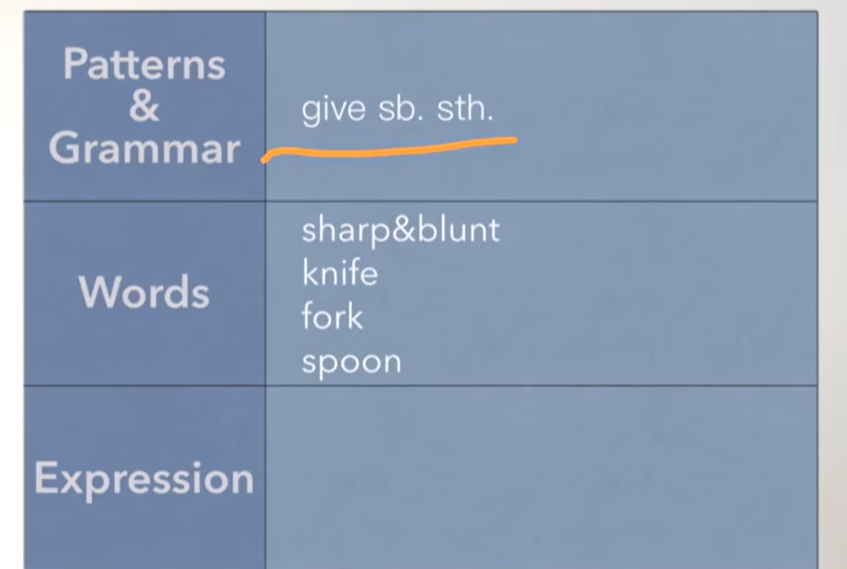 Patterns
&
Grammar
give sb. sth.
Words
sharp&blunt
knife
fork
spoon
Expression